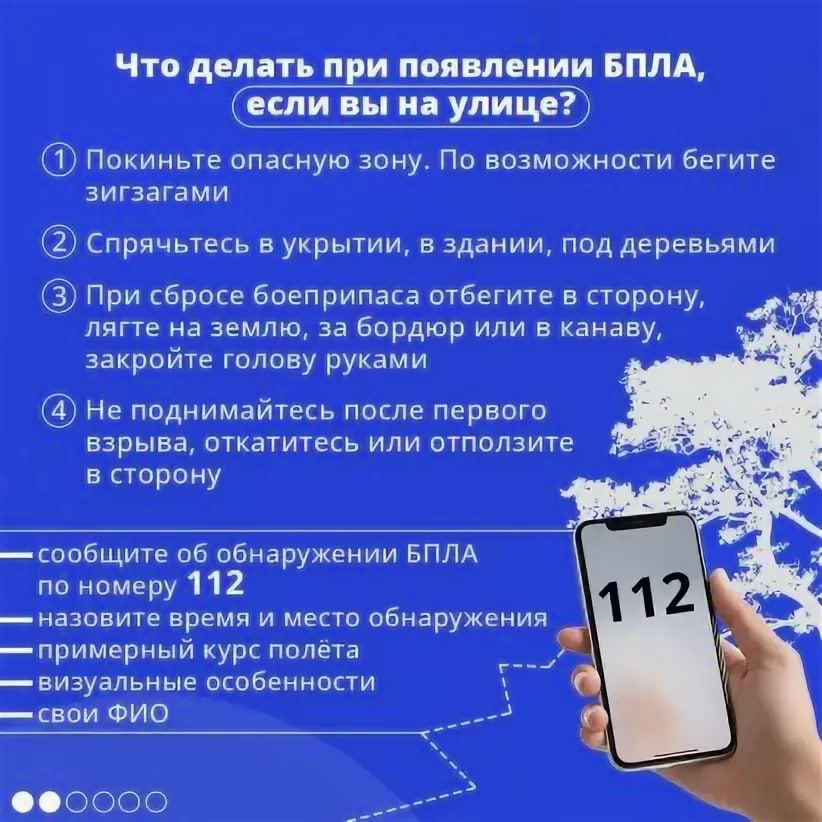 Что делать при появлении БПЛА,
если вы на улице?
1 Покиньте опасную зону. По возможности бегите
зигзагами
2 Спрячьтесь в укрытии, в здании, под деревьями
3 При сбросе боеприпаса отбегите в сторону,
лягте на землю, за бордюр или в канаву,
закройте голову руками
4 Не поднимайтесь после первого
взрыва, откатитесь или отползите
в сторону
сообщите об обнаружении БПЛА
по номеру 112
назовите время и место обнаружения
примерный курс полёта
визуальные особенности
свои ФИО
112